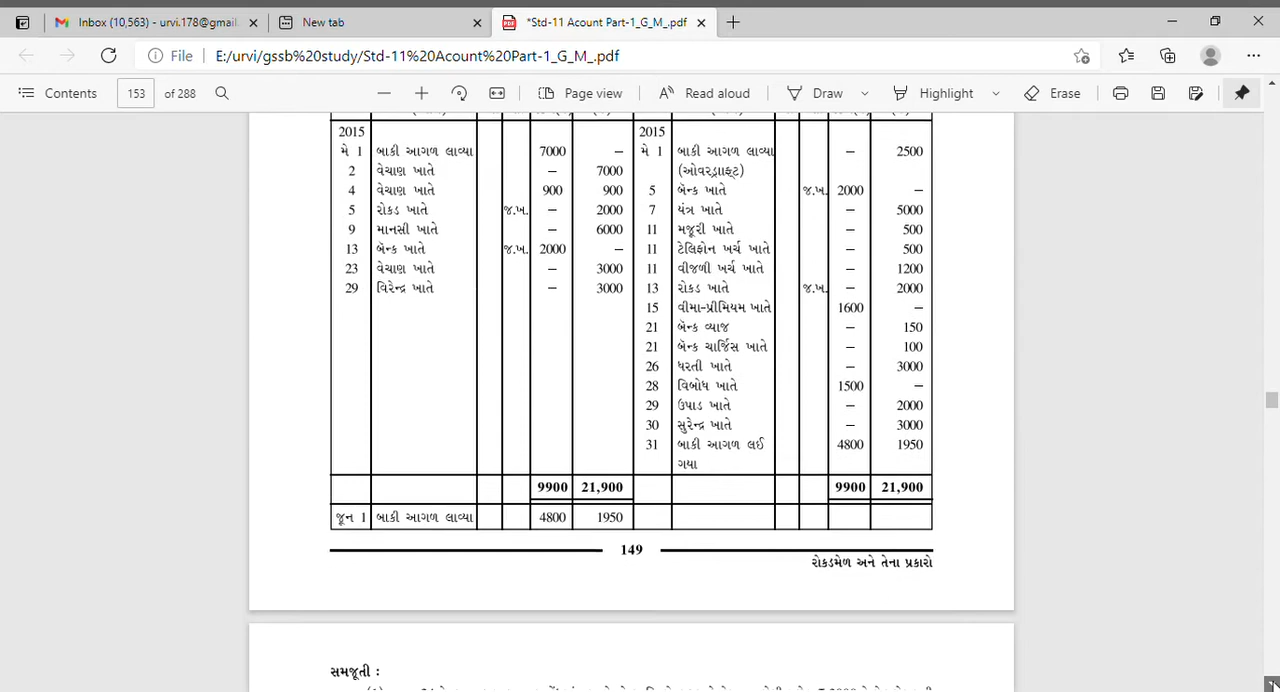 Inbox (10,563) - urvi.178@gmail.
New tab
*Std-11 Acount Part-1_G_M_.pdf
File E:/urvi/gssb%20study/Std-11%20Acount%20Part-1_G_M_.pdf
Contents 153 of 288 Page view Read aloud Draw Highlight Erase
2015 2015
મે 1 બાકી આગળ લાવ્યા 7000 – મે 1 બાકી આગળ લાવ્યા – 2500
2 વેચાણ ખાતે – 7000 (ઓવરડ્રાફ્ટ)
4 વેચાણ ખાતે 900 900 5 બૅન્ક ખાતે જ.ખ. 2000 –
5 રોકડ ખાતે જ.ખ. – 2000 7 યંત્ર ખાતે – 5000
9 માનસી ખાતે – 6000 11 મજૂરી ખાતે – 500
13 બૅન્ક ખાતે જ.ખ. 2000 – 11 ટેલિફોન ખર્ચ ખાતે – 500
23 વેચાણ ખાતે – 3000 11 વીજળી ખર્ચ ખાતે – 1200
29 વિરેન્દ્ર ખાતે – 3000 13 રોકડ ખાતે જ.ખ. – 2000
15 વીમા-પ્રીમિયમ ખાતે 1600 –
21 બૅન્ક વ્યાજ – 150
21 બૅન્ક ચાર્જિસ ખાતે – 100
26 ધરતી ખાતે – 3000
28 વિબોધ ખાતે 1500 –
29 ઉપાડ ખાતે – 2000
30 સુરેન્દ્ર ખાતે – 3000
31 બાકી આગળ લઈ 4800 1950
ગયા
9900 21,900 9900 21,900
જૂન 1 બાકી આગળ લાવ્યા 4800 1950
149
રોકડમેળ અને તેના પ્રકારો
સમજૂતી :